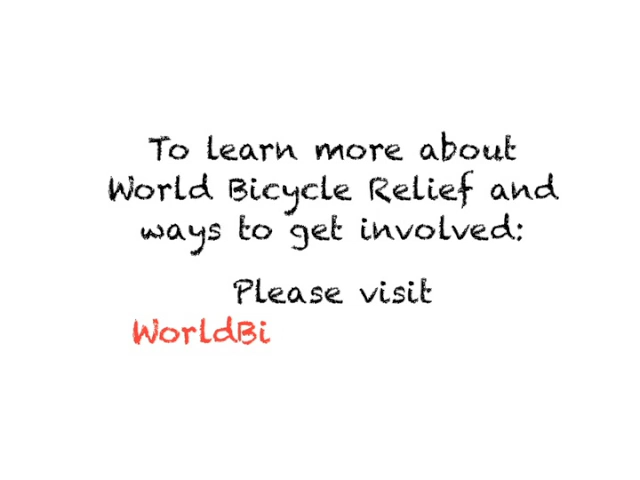 To learn more about
World Bicycle Relief and
ways to get involved:
Please visit
WorldBi